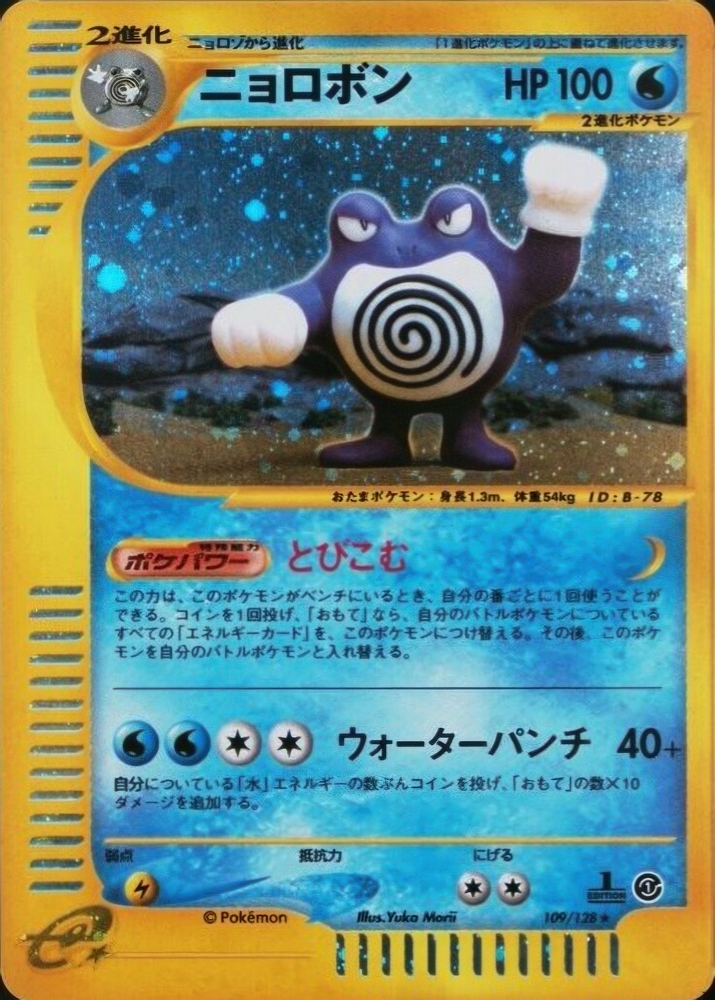 2進化
ニョロゾから進化
「1進化ポケモン」の上に重ねて進化させます。
ニョロボン HP 100
2進化ポケモン
おたまポケモン：身長1.3m、体重54kg ID：B-78
特殊能力
ポケパワー とびこむ
この力は、このポケモンがベンチにいるとき、自分の番ごとに1回使うことが
できる。コインを1回投げ、「おもて」なら、自分のバトルポケモンについている
すべての「エネルギーカード」を、このポケモンにつけ替える。その後、このポケ
モンを自分のバトルポケモンと入れ替える。
ウォーターパンチ 40+
自分についている「水」エネルギーの数ぶんコインを投げ、「おもて」の数×10
ダメージを追加する。
弱点 抵抗力 にげる
1
EDITION
© Pokémon Illus. Yuka Morii 109/128 ★
e